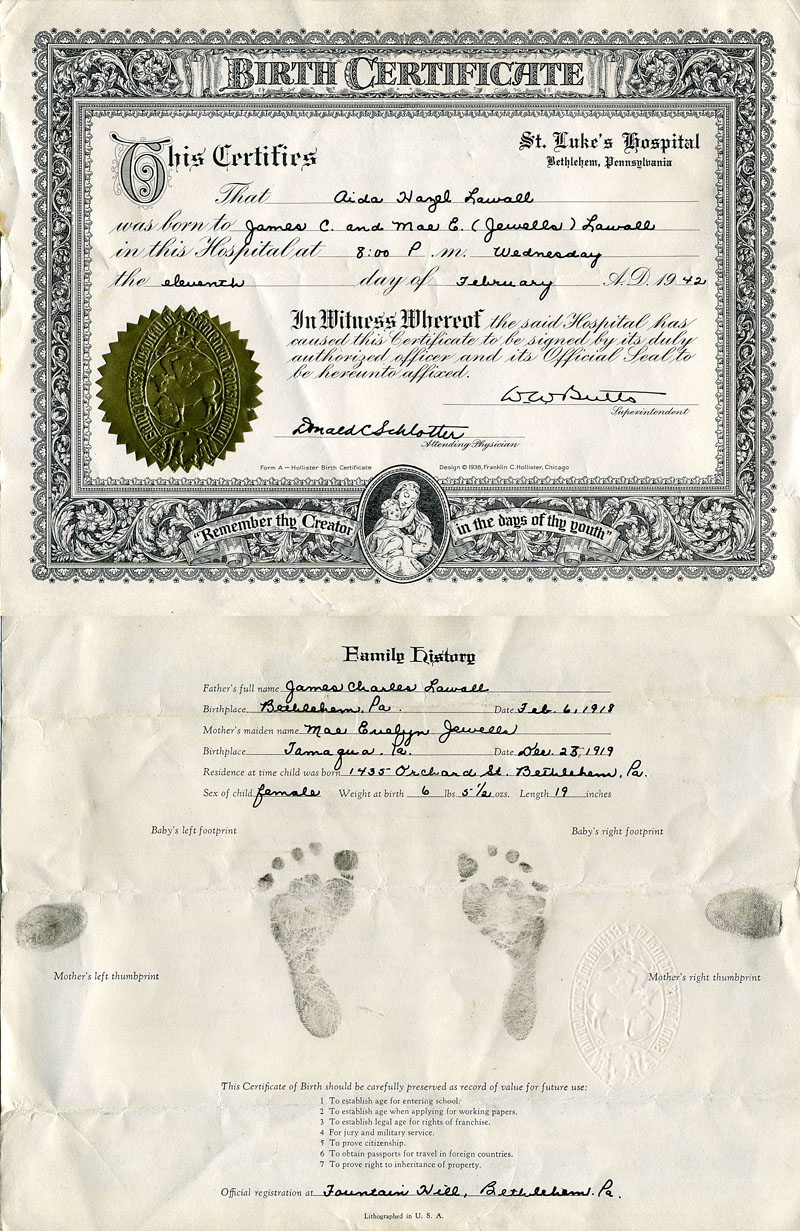 BIRTH CERTIFICATE
This Certifies
St. Luke's Hospital
Bethlehem, Pennsylvania
That Aida Hazel Lawall
was born to James C. and Mae E. (Jewells) Lawall
in this Hospital at 8:00 P. m. Wednesday
the eleventh day of February A.D. 1942
In Witness Whereof the said Hospital has
caused this Certificate to be signed by its duly
authorized officer and its Official Seal to
be hereunto affixed.
W W Butts
Superintendent
Donald C Schlotter
Attending Physician
Form A — Hollister Birth Certificate Design © 1938, Franklin C. Hollister, Chicago
"Remember thy Creator in the days of thy youth"
Family History
Father's full name James Charles Lawall
Birthplace Bethlehem, Pa. Date Feb. 6, 1918
Mother's maiden name Mae Evelyn Jewells
Birthplace Tamaqua. Pa. Date Dec. 23, 1919
Residence at time child was born 1435 Orchard St. Bethlehem, Pa.
Sex of child female Weight at birth 6 lbs. 5 1/2 ozs. Length 19 inches
Baby's left footprint Baby's right footprint
Mother's left thumbprint Mother's right thumbprint
This Certificate of Birth should be carefully preserved as record of value for future use:
1 To establish age for entering school.
2 To establish age when applying for working papers.
3 To establish legal age for rights of franchise.
4 For jury and military service.
5 To prove citizenship.
6 To obtain passports for travel in foreign countries.
7 To prove right to inheritance of property.
Official registration at Fountain Hill, Bethlehem. Pa.
Lithographed in U. S. A.